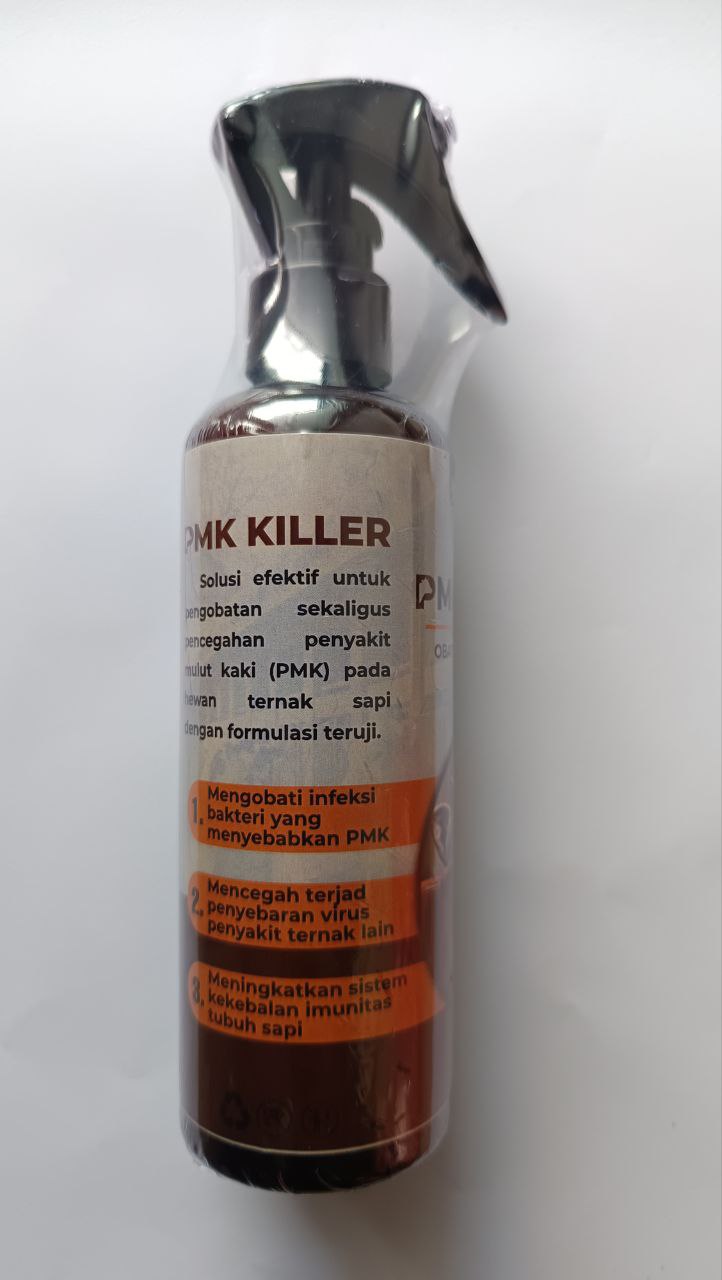 PMK KILLER
Solusi efektif untuk
pengobatan sekaligus
pencegahan penyakit
mulut kaki (PMK) pada
hewan ternak sapi
dengan formulasi teruji.
1. Mengobati infeksi
bakteri yang
menyebabkan PMK
2. Mencegah terjad
penyebaran virus
penyakit ternak lain
3. Meningkatkan sistem
kekebalan imunitas
tubuh sapi
PM
OBA